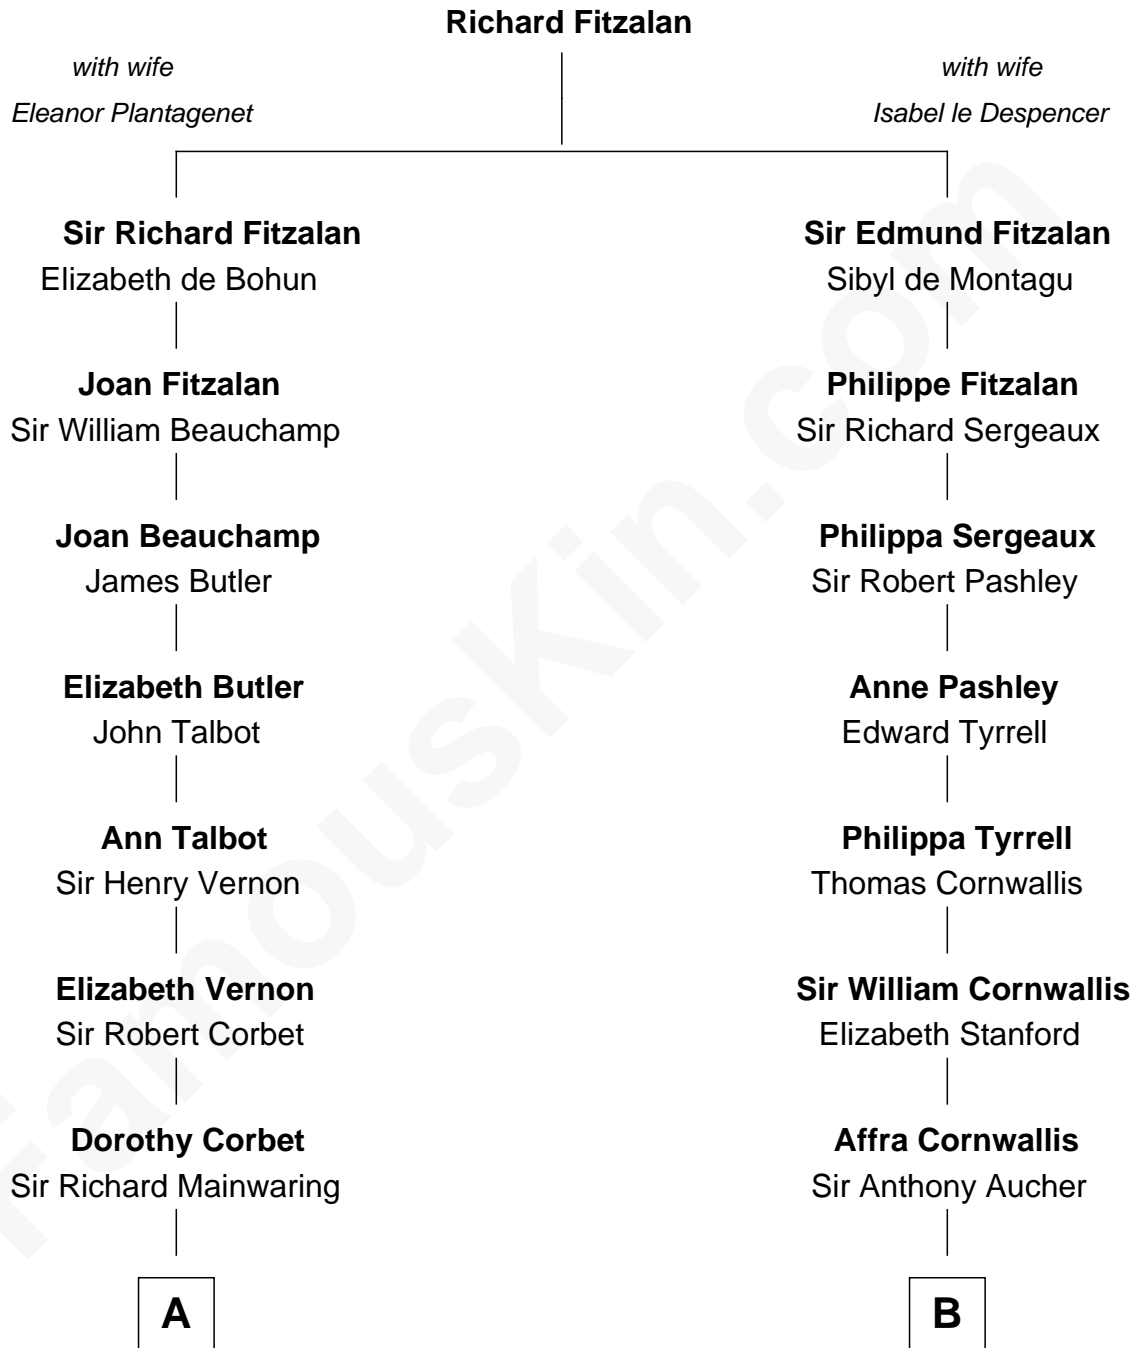 Richard Fitzalan
with wife
Eleanor Plantagenet
with wife
Isabel le Despencer
Sir Richard Fitzalan
Elizabeth de Bohun
Sir Edmund Fitzalan
Sibyl de Montagu
Joan Fitzalan
Sir William Beauchamp
Philippe Fitzalan
Sir Richard Sergeaux
Joan Beauchamp
James Butler
Philippa Sergeaux
Sir Robert Pashley
Elizabeth Butler
John Talbot
Anne Pashley
Edward Tyrrell
Ann Talbot
Sir Henry Vernon
Philippa Tyrrell
Thomas Cornwallis
Elizabeth Vernon
Sir Robert Corbet
Sir William Cornwallis
Elizabeth Stanford
Dorothy Corbet
Sir Richard Mainwaring
Affra Cornwallis
Sir Anthony Aucher
A
B
FamousKin.com